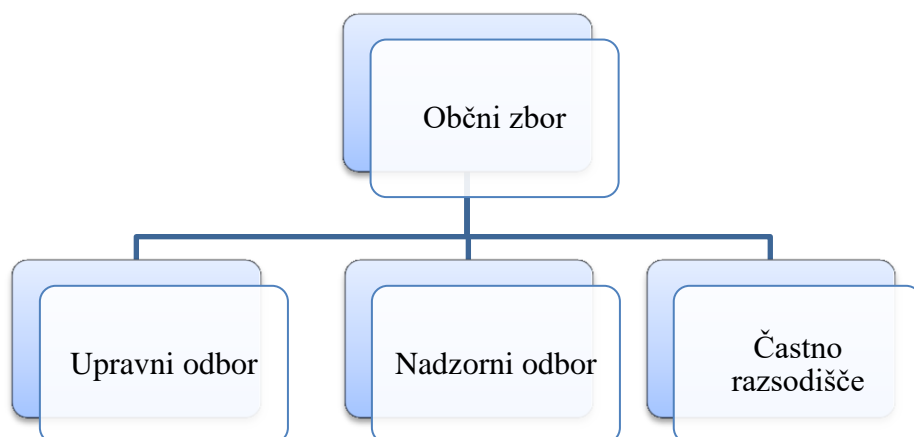 Občni zbor
Upravni odbor
Nadzorni odbor
Častno
razsodišče